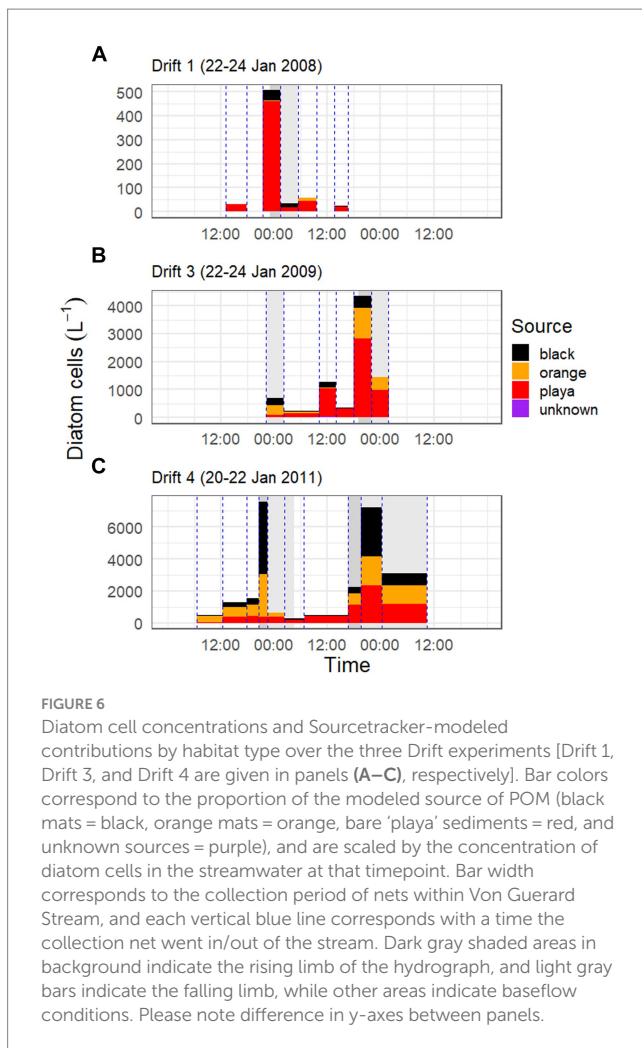 A
Drift 1 (22-24 Jan 2008)
500
400
300
200
100
0
12:00 00:00 12:00 00:00 12:00
B
Drift 3 (22-24 Jan 2009)
4000
3000
2000
1000
0
12:00 00:00 12:00 00:00 12:00
Diatom cells (L⁻¹)
Source
black
orange
playa
unknown
C
Drift 4 (20-22 Jan 2011)
6000
4000
2000
0
12:00 00:00 12:00 00:00 12:00
Time
FIGURE 6
Diatom cell concentrations and Sourcetracker-modeled
contributions by habitat type over the three Drift experiments [Drift 1,
Drift 3, and Drift 4 are given in panels (A–C), respectively]. Bar colors
correspond to the proportion of the modeled source of POM (black
mats = black, orange mats = orange, bare ‘playa’ sediments = red, and
unknown sources = purple), and are scaled by the concentration of
diatom cells in the streamwater at that timepoint. Bar width
corresponds to the collection period of nets within Von Guerard
Stream, and each vertical blue line corresponds with a time the
collection net went in/out of the stream. Dark gray shaded areas in
background indicate the rising limb of the hydrograph, and light gray
bars indicate the falling limb, while other areas indicate baseflow
conditions. Please note difference in y-axes between panels.